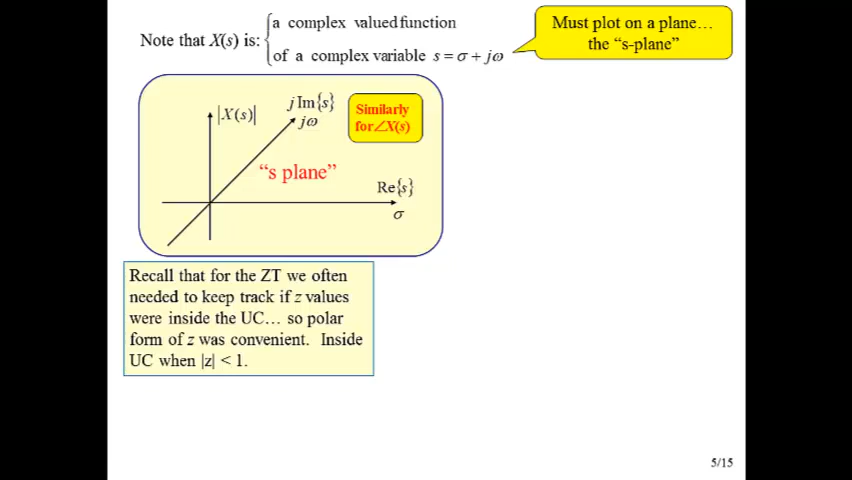 Note that X(s) is: { a complex valued function
of a complex variable s = σ + jω
Must plot on a plane…
the “s-plane”
|X(s)|
j Im{s}
jω
Similarly
for∠X(s)
“s plane”
Re{s}
σ
Recall that for the ZT we often
needed to keep track if z values
were inside the UC… so polar
form of z was convenient. Inside
UC when |z| < 1.
5/15